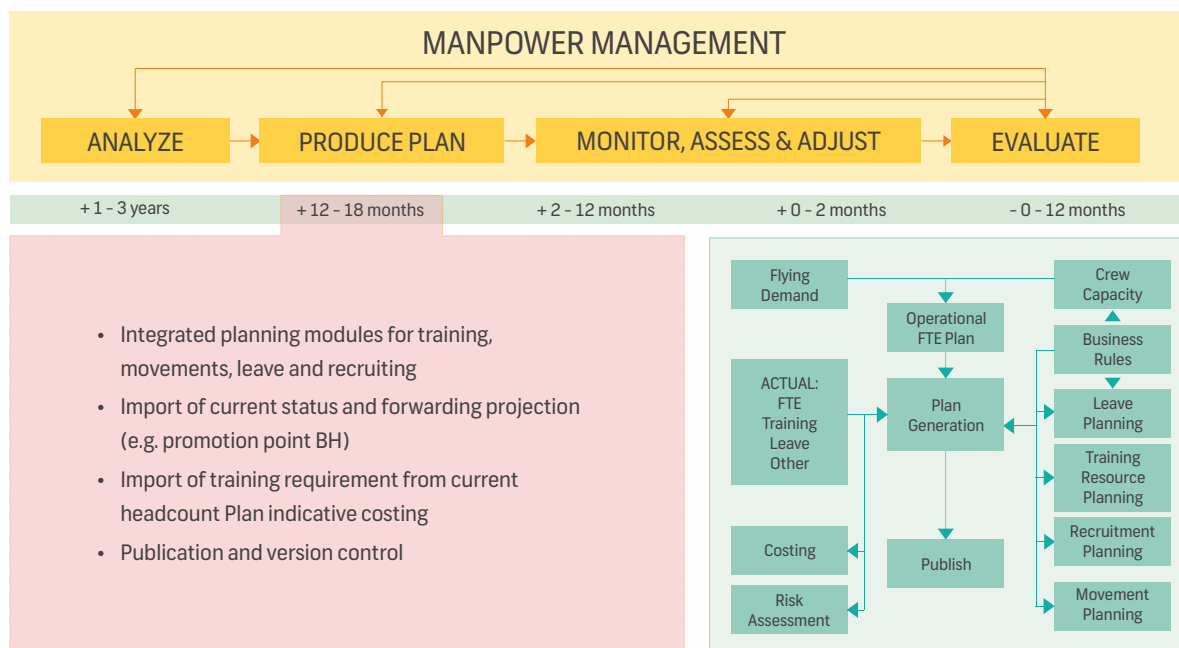 MANPOWER MANAGEMENT
ANALYZE
PRODUCE PLAN
MONITOR, ASSESS & ADJUST
EVALUATE
+ 1 - 3 years
+ 12 - 18 months
+ 2 - 12 months
+ 0 - 2 months
- 0 - 12 months
• Integrated planning modules for training,
movements, leave and recruiting
• Import of current status and forwarding projection
(e.g. promotion point BH)
• Import of training requirement from current
headcount Plan indicative costing
• Publication and version control
Flying
Demand
Crew
Capacity
Operational
FTE Plan
Business
Rules
ACTUAL:
FTE
Training
Leave
Other
Plan
Generation
Leave
Planning
Training
Resource
Planning
Costing
Publish
Recruitment
Planning
Risk
Assessment
Movement
Planning